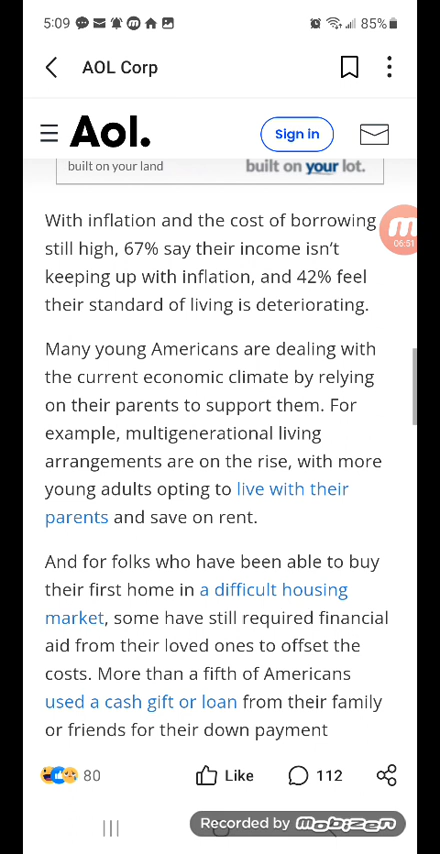 5:09
85%
AOL Corp
Aol.
Sign in
built on your land
built on your lot.
With inflation and the cost of borrowing
still high, 67% say their income isn't
keeping up with inflation, and 42% feel
their standard of living is deteriorating.
06:51
Many young Americans are dealing with
the current economic climate by relying
on their parents to support them. For
example, multigenerational living
arrangements are on the rise, with more
young adults opting to live with their
parents and save on rent.
And for folks who have been able to buy
their first home in a difficult housing
market, some have still required financial
aid from their loved ones to offset the
costs. More than a fifth of Americans
used a cash gift or loan from their family
or friends for their down payment
80
Like
112
Recorded by mobizen